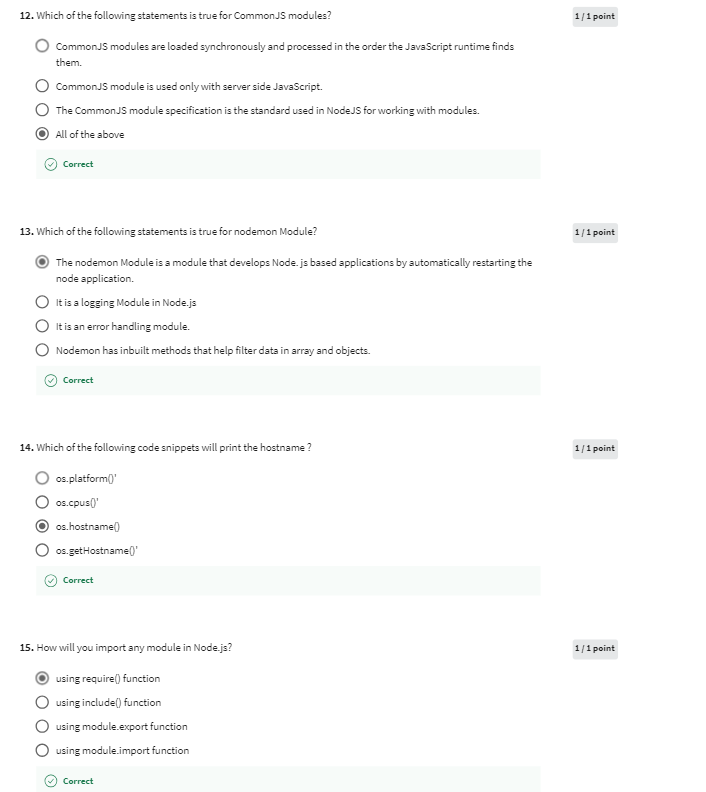 12. Which of the following statements is true for CommonJS modules?
1 / 1 point
CommonJS modules are loaded synchronously and processed in the order the JavaScript runtime finds
them.
CommonJS module is used only with server side JavaScript.
The CommonJS module specification is the standard used in NodeJS for working with modules.
All of the above
Correct
13. Which of the following statements is true for nodemon Module?
1 / 1 point
The nodemon Module is a module that develops Node. js based applications by automatically restarting the
node application.
It is a logging Module in Node.js
It is an error handling module.
Nodemon has inbuilt methods that help filter data in array and objects.
Correct
14. Which of the following code snippets will print the hostname ?
1 / 1 point
os.platform()'
os.cpus()'
os.hostname()
os.getHostname()'
Correct
15. How will you import any module in Node.js?
1 / 1 point
using require() function
using include() function
using module.export function
using module.import function
Correct